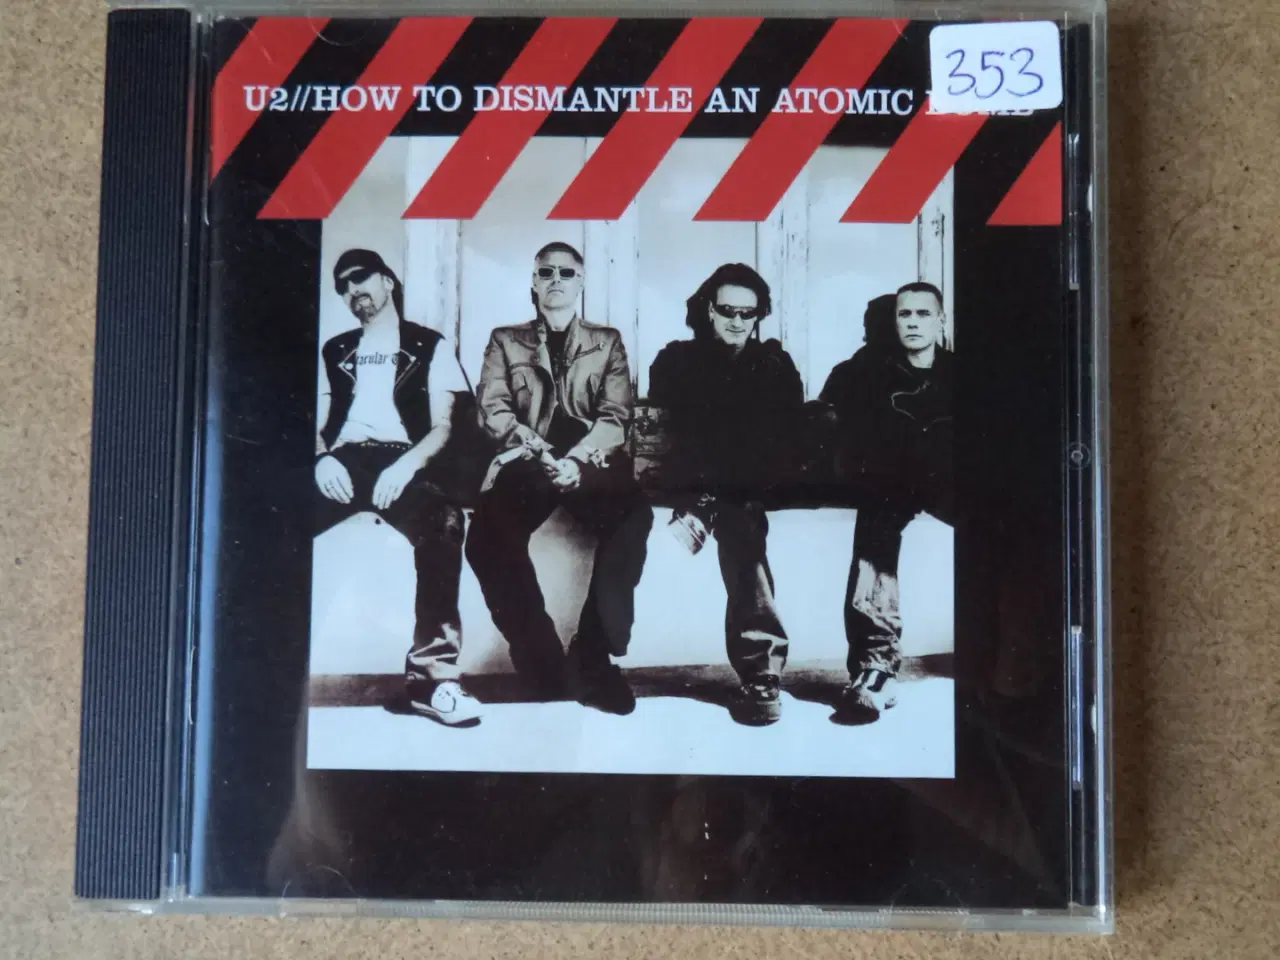 353
U2//HOW TO DISMANTLE AN ATOMIC